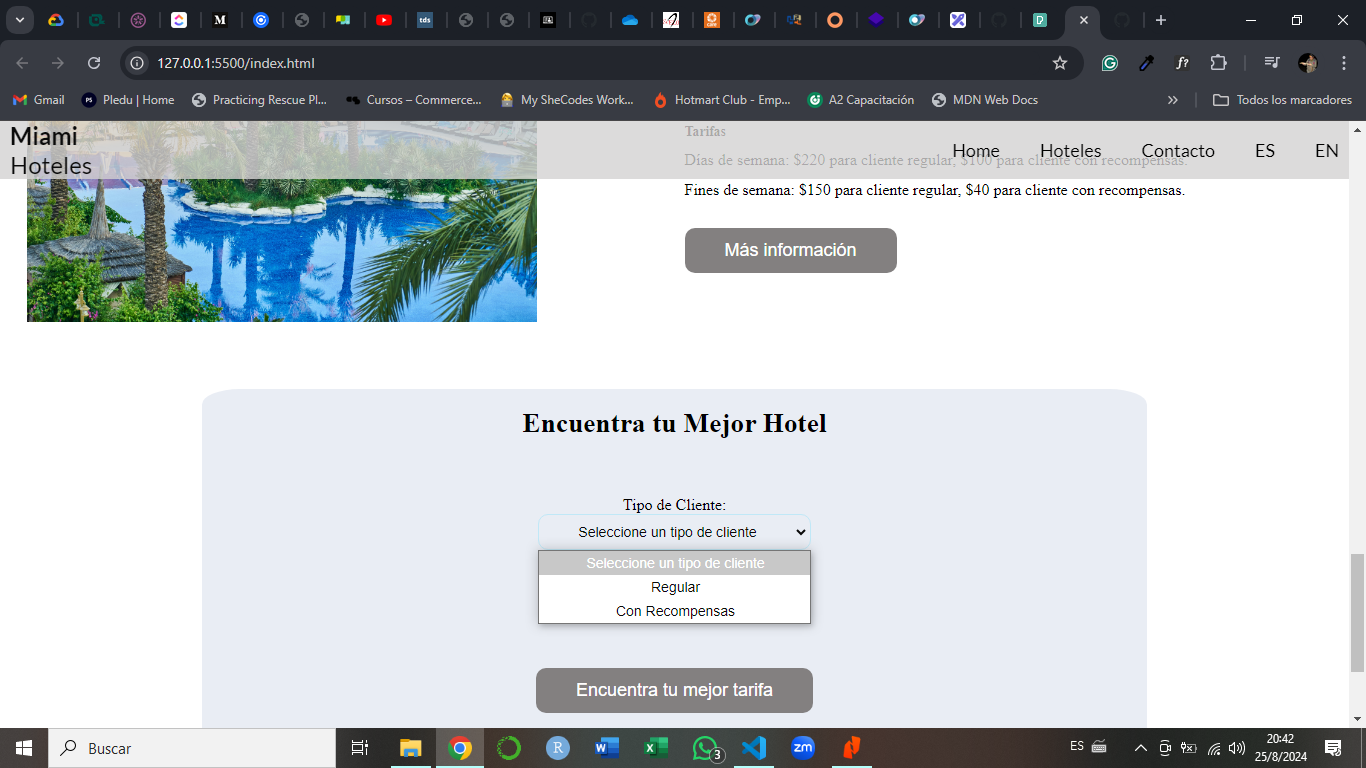 127.0.0.1:5500/index.html
Gmail
Pledu | Home
Practicing Rescue Pl...
Cursos – Commerce...
My SheCodes Work...
Hotmart Club - Emp...
A2 Capacitación
MDN Web Docs
Todos los marcadores
Miami
Hoteles
Home
Hoteles
Contacto
ES
EN
Tarifas
Dias de semana: $220 para cliente regular, $100 para cliente con recompensas.
Fines de semana: $150 para cliente regular, $40 para cliente con recompensas.
Más información
Encuentra tu Mejor Hotel
Tipo de Cliente:
Seleccione un tipo de cliente
Seleccione un tipo de cliente
Regular
Con Recompensas
Encuentra tu mejor tarifa
Buscar
3
ES
20:42
25/8/2024